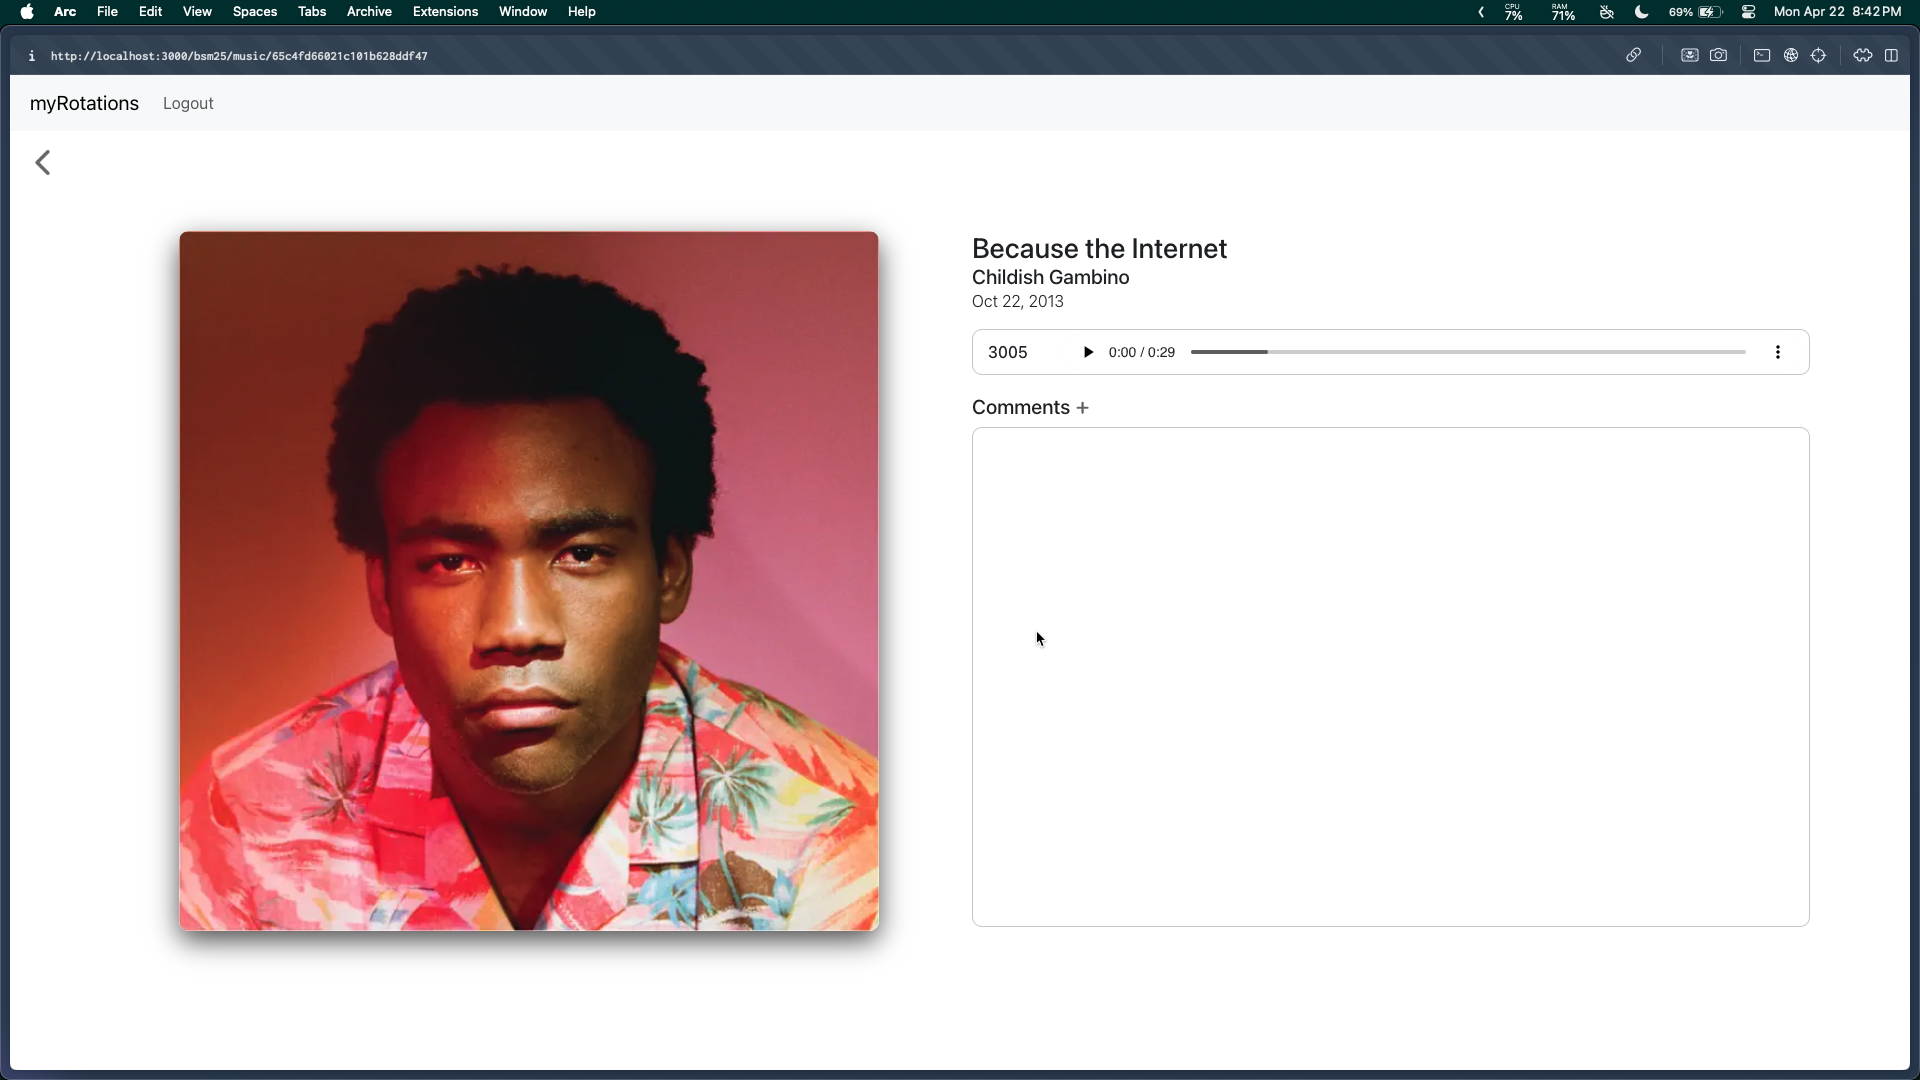 Arc File Edit View Spaces Tabs Archive Extensions Window Help CPU 7% RAM 71% 69% Mon Apr 22 8:42 PM
i http://localhost:3000/bsm25/music/65c4fd66021c101b628ddf47
myRotations Logout
Because the Internet
Childish Gambino
Oct 22, 2013
3005 0:00 / 0:29
Comments +